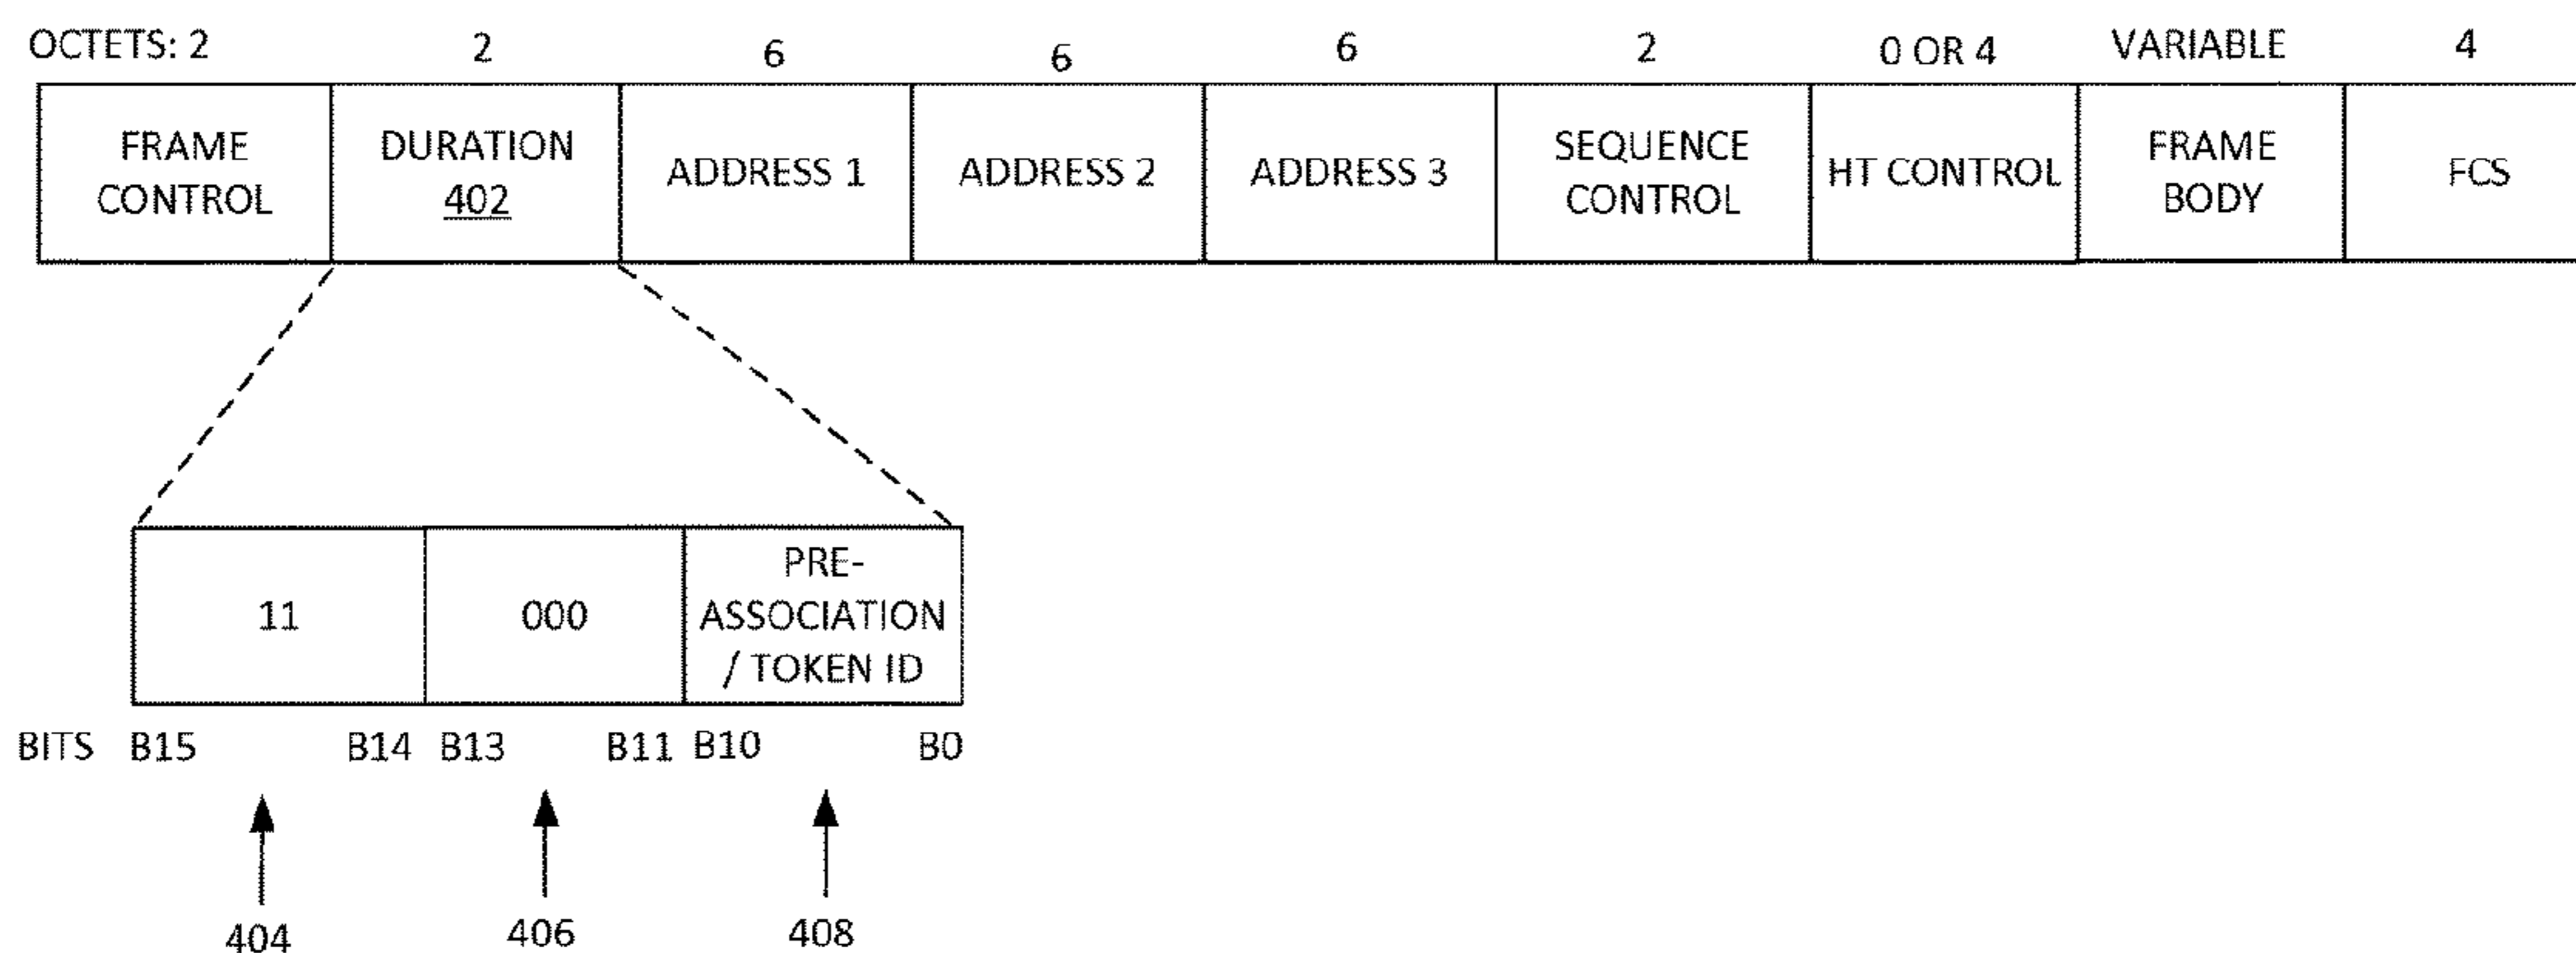 OCTETS: 2 2 6 6 6 2 0 OR 4 VARIABLE 4
FRAME
CONTROL
DURATION
402
ADDRESS 1
ADDRESS 2
ADDRESS 3
SEQUENCE
CONTROL
HT CONTROL
FRAME
BODY
FCS
11
000
PRE-
ASSOCIATION
/ TOKEN ID
BITS B15 B14 B13 B11 B10 B0
404 406 408